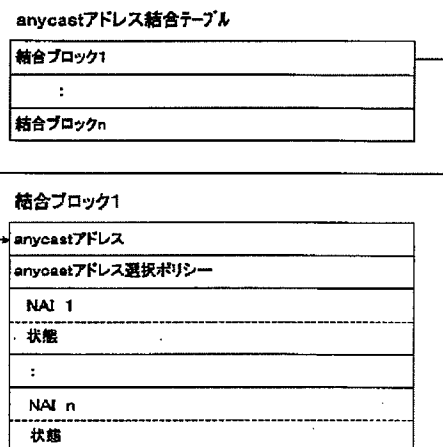 anycastアドレス結合テーブル
結合ブロック1
:
結合ブロックn
結合ブロック1
anycastアドレス
anycastアドレス選択ポリシー
NAI 1
状態
:
NAI n
状態